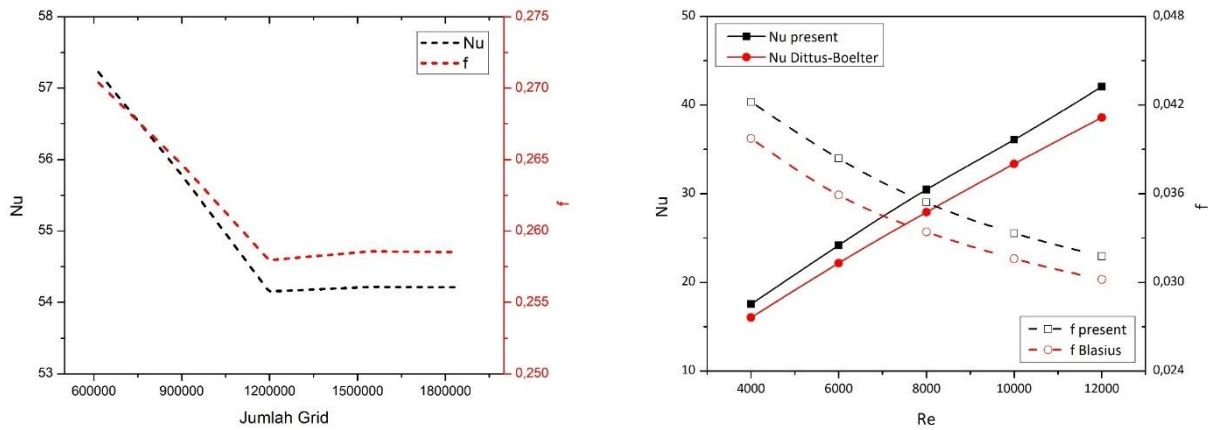 58
57
56
55
54
53
Nu
0,275
0,270
0,265
0,260
0,255
0,250
f
Nu
f
600000 900000 1200000 1500000 1800000
Jumlah Grid
50
40
30
20
10
Nu
0,048
0,042
0,036
0,030
0,024
f
Nu present
Nu Dittus-Boelter
f present
f Blasius
4000 6000 8000 10000 12000
Re